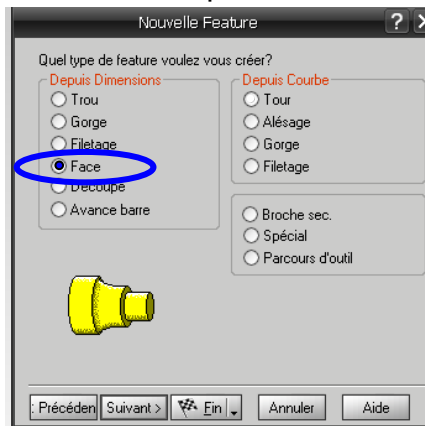 Nouvelle Feature
Quel type de feature voulez vous créer?
Depuis Dimensions
Trou
Gorge
Filetage
Face
Découpe
Avance barre
Depuis Courbe
Tour
Alésage
Gorge
Filetage
Broche sec.
Spécial
Parcours d'outil
: Précéden Suivant > Fin Annuler Aide